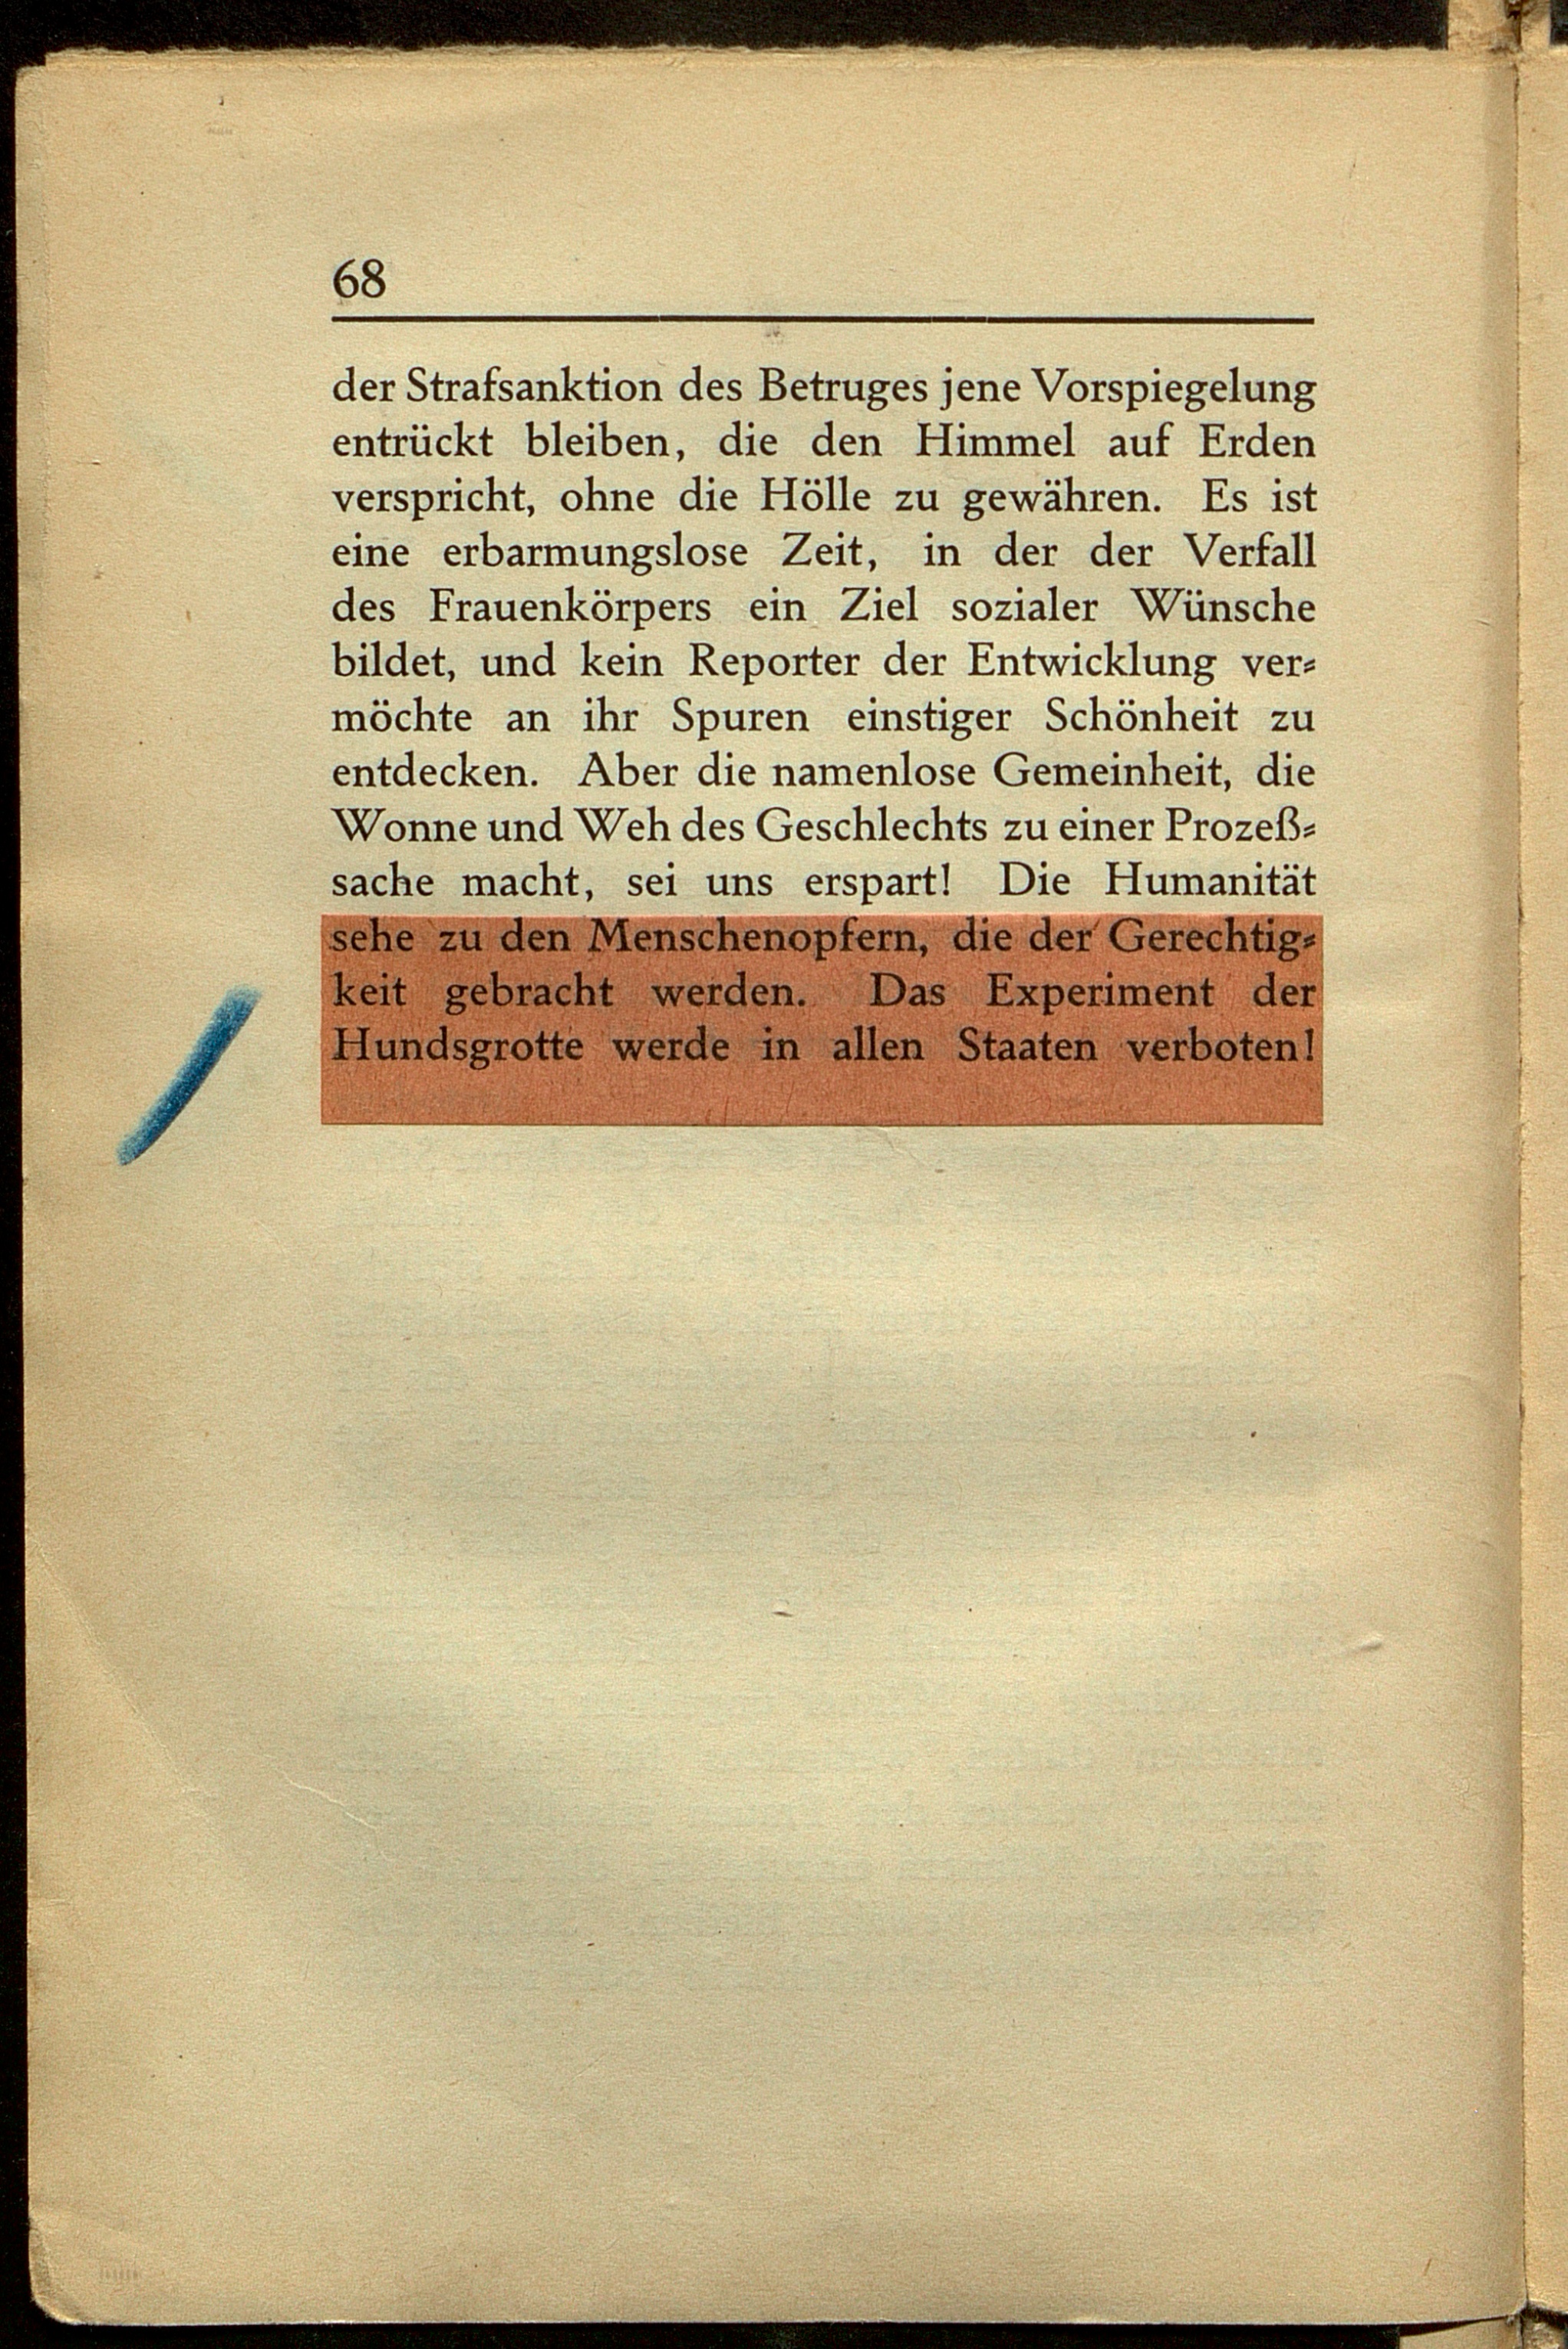 68
der Strafsanktion des Betruges jene Vorspiegelung
entrückt bleiben, die den Himmel auf Erden
verspricht, ohne die Hölle zu gewähren. Es ist
eine erbarmungslose Zeit, in der der Verfall
des Frauenkörpers ein Ziel sozialer Wünsche
bildet, und kein Reporter der Entwicklung ver⸗
möchte an ihr Spuren einstiger Schönheit zu
entdecken. Aber die namenlose Gemeinheit, die
Wonne und Weh des Geschlechts zu einer Prozeß⸗
sache macht, sei uns erspart! Die Humanität
sehe zu den Menschenopfern, die der Gerechtig⸗
keit gebracht werden. Das Experiment der
Hundsgrotte werde in allen Staaten verboten!